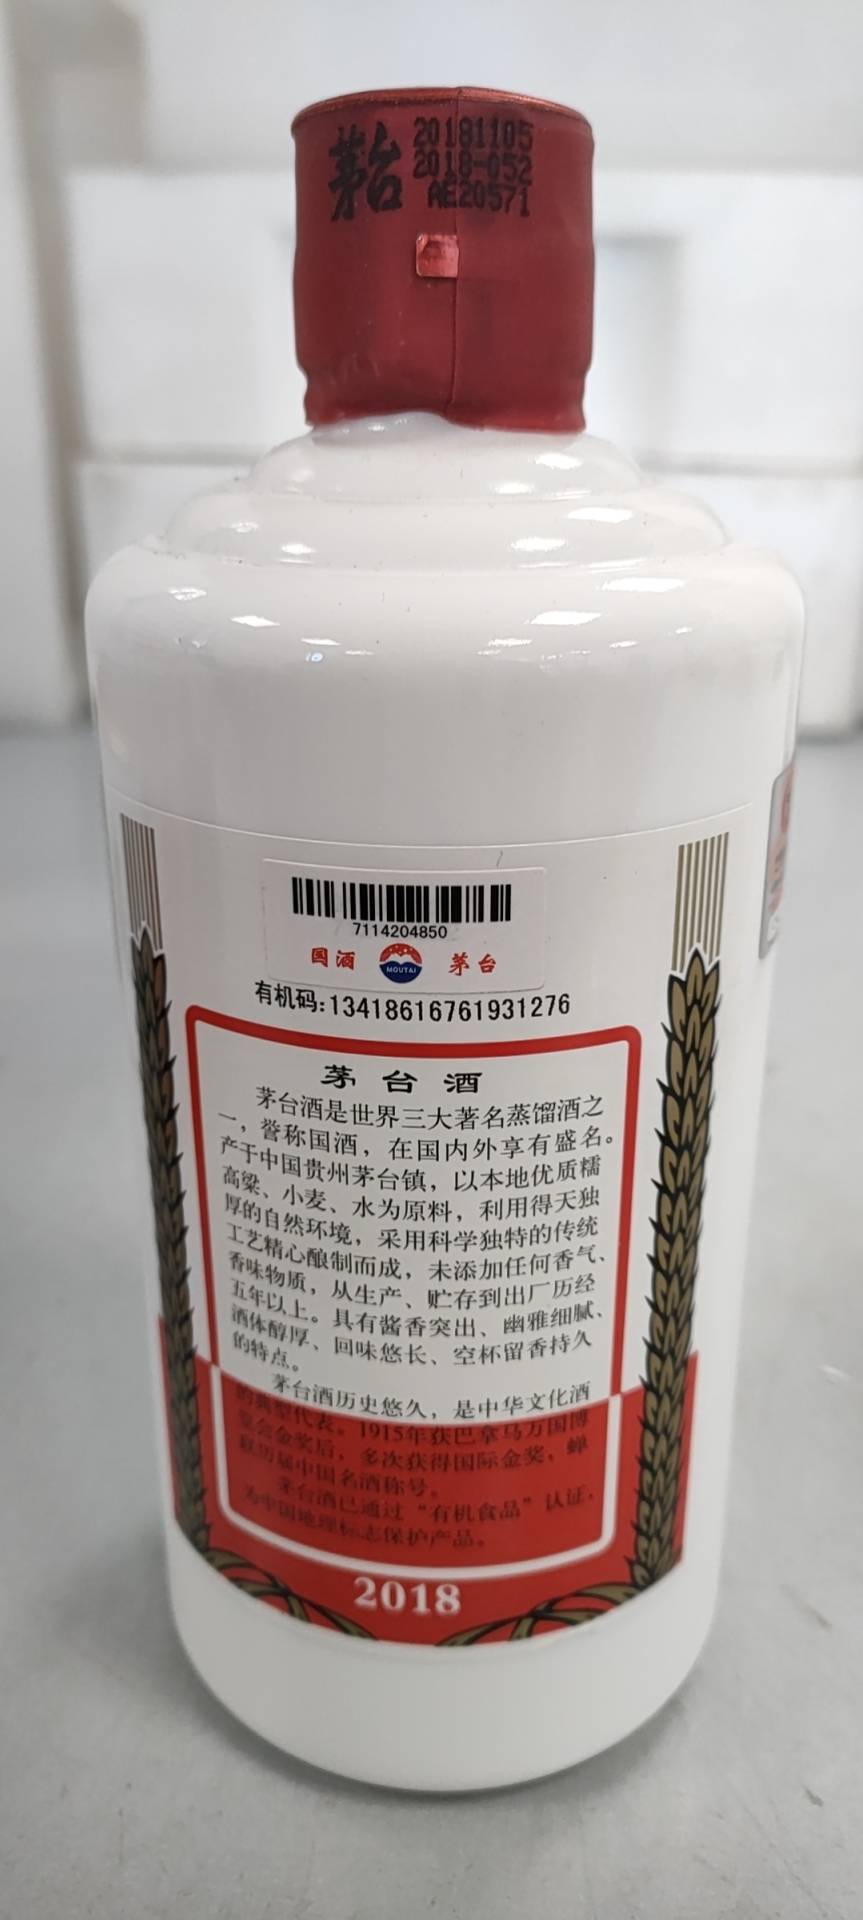 茅台
20181105
2018-052
AE20571
7114204850
国酒
MOUTAI
茅台
有机码:13418616761931276
茅台酒
茅台酒是世界三大著名蒸馏酒之
一，誉称国酒，在国内外享有盛名。
产于中国贵州茅台镇，以本地优质糯
高粱、小麦、水为原料，利用得天独
厚的自然环境，采用科学独特的传统
工艺精心酿制而成，未添加任何香气、
香味物质，从生产、贮存到出厂历经
五年以上。具有酱香突出、幽雅细腻、
酒体醇厚、回味悠长、空杯留香持久
的特点。
茅台酒历史悠久，是中华文化酒
的典型代表。1915年获巴拿马万国博
览会金奖后，多次获得国际金奖，蝉
联历届中国名酒称号。
茅台酒已通过“有机食品”认证，
为中国地理标志保护产品。
2018